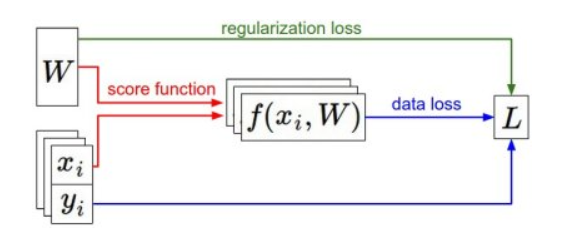 regularization loss
W
score function
f(x_i, W)
data loss
L
x_i
y_i